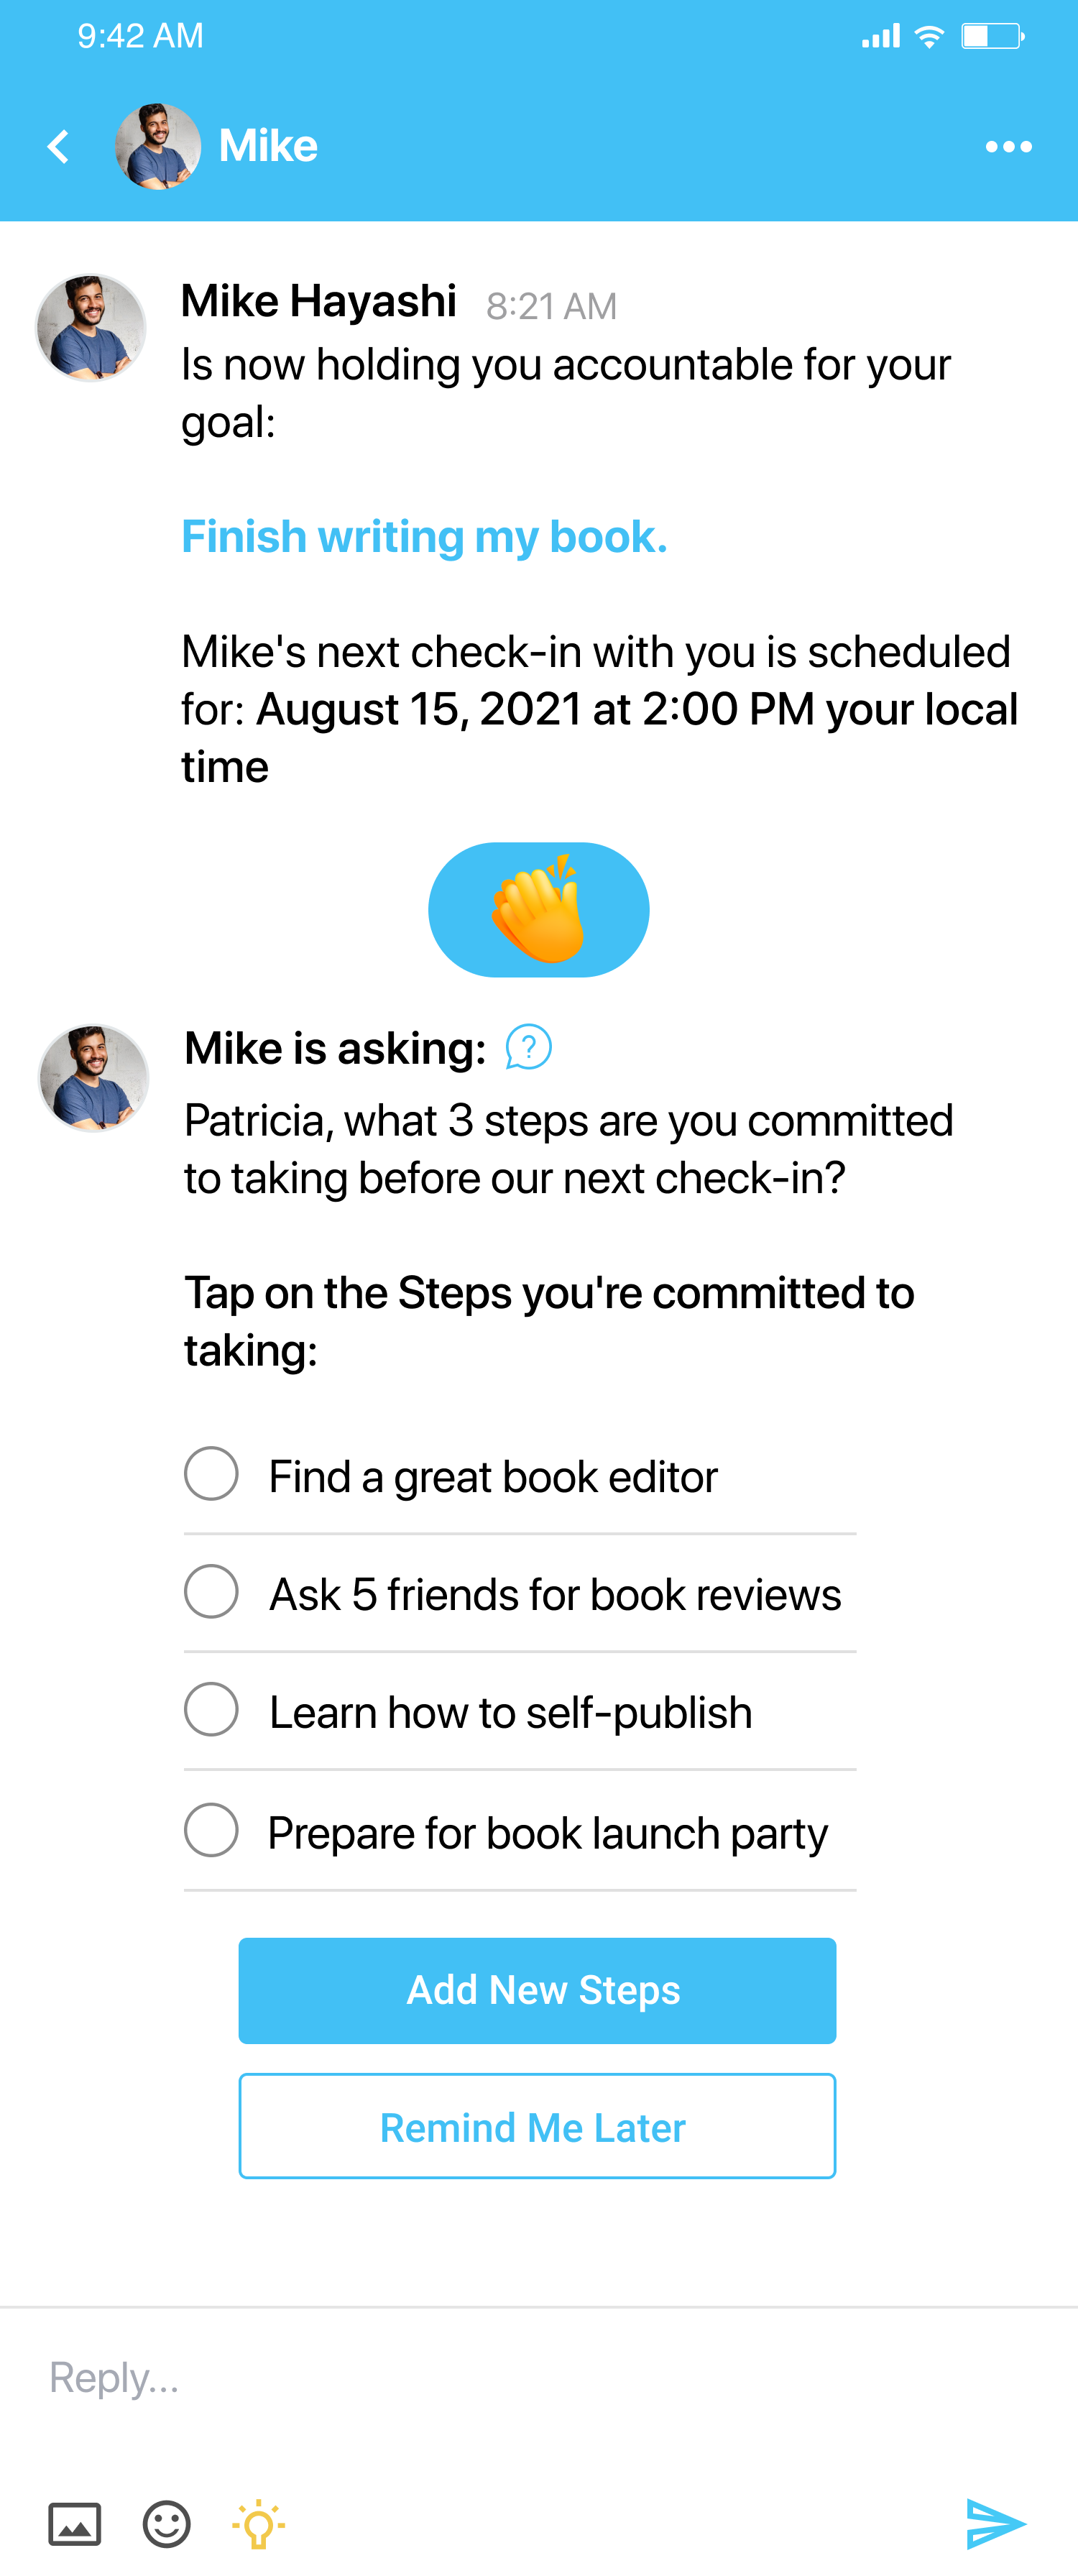 9:42 AM
Mike
Mike Hayashi 8:21 AM
Is now holding you accountable for your
goal:
Finish writing my book.
Mike's next check-in with you is scheduled
for: August 15, 2021 at 2:00 PM your local
time
Mike is asking: ?
Patricia, what 3 steps are you committed
to taking before our next check-in?
Tap on the Steps you're committed to
taking:
Find a great book editor
Ask 5 friends for book reviews
Learn how to self-publish
Prepare for book launch party
Add New Steps
Remind Me Later
Reply...